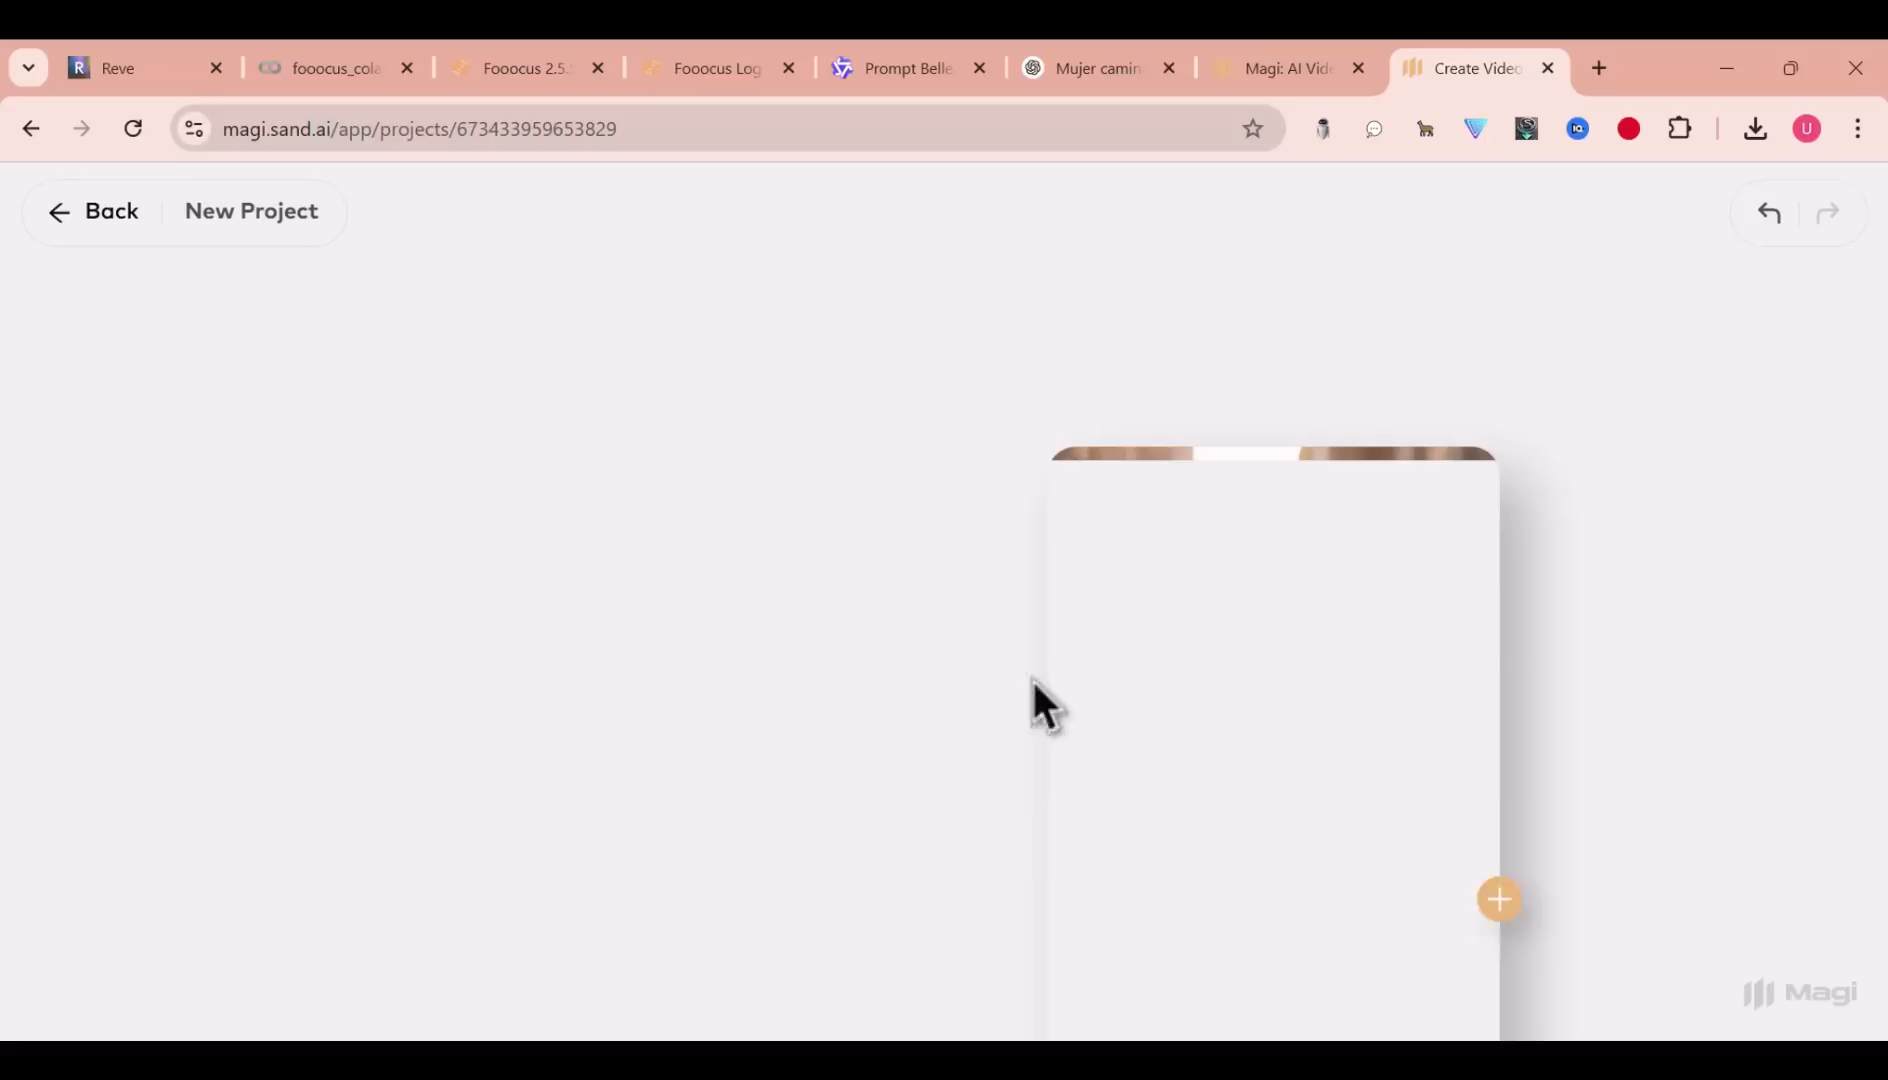 Reve
fooocus_cola
Fooocus 2.5.
Fooocus Log
Prompt Belle
Mujer camin
Magi: AI Vide
Create Video
magi.sand.ai/app/projects/673433959653829
U
Back
New Project
Magi